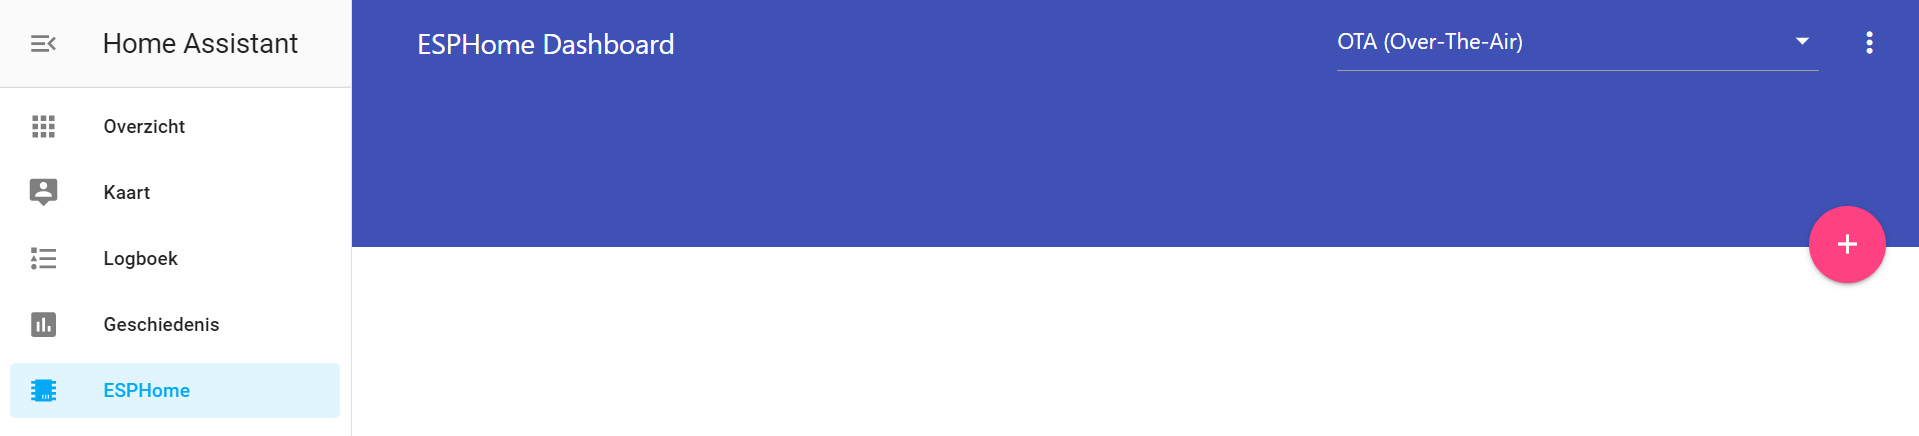 Home Assistant
Overzicht
Kaart
Logboek
Geschiedenis
ESPHome
ESPHome Dashboard
OTA (Over-The-Air)